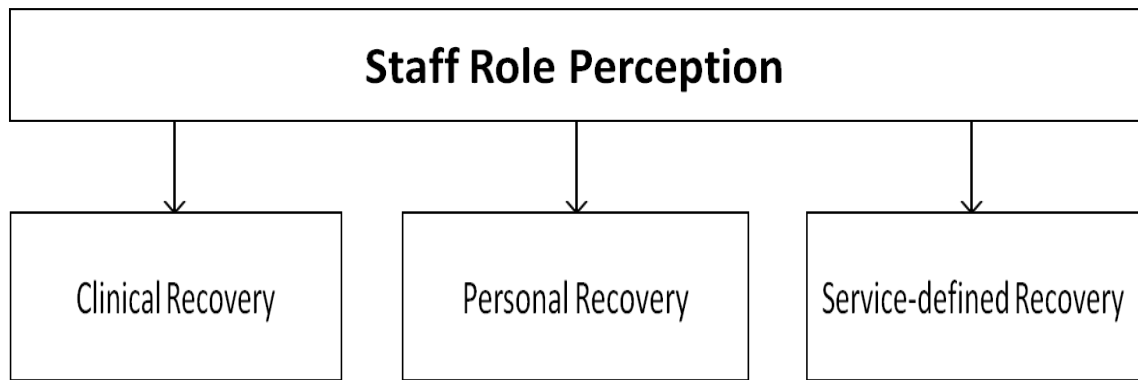 Staff Role Perception
Clinical Recovery
Personal Recovery
Service-defined Recovery